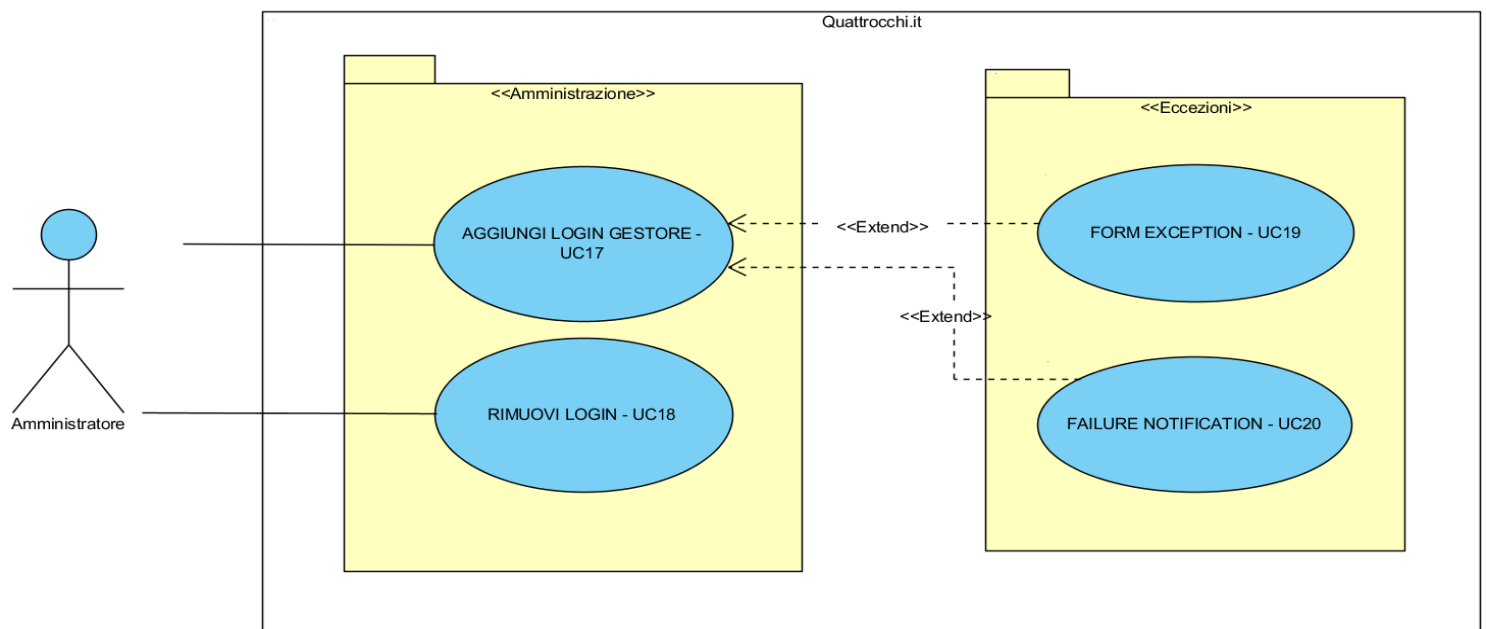 Quattrocchi.it
<<Amministrazione>>
<<Eccezioni>>
AGGIUNGI LOGIN GESTORE -
UC17
<<Extend>>
FORM EXCEPTION - UC19
<<Extend>>
RIMUOVI LOGIN - UC18
FAILURE NOTIFICATION - UC20
Amministratore